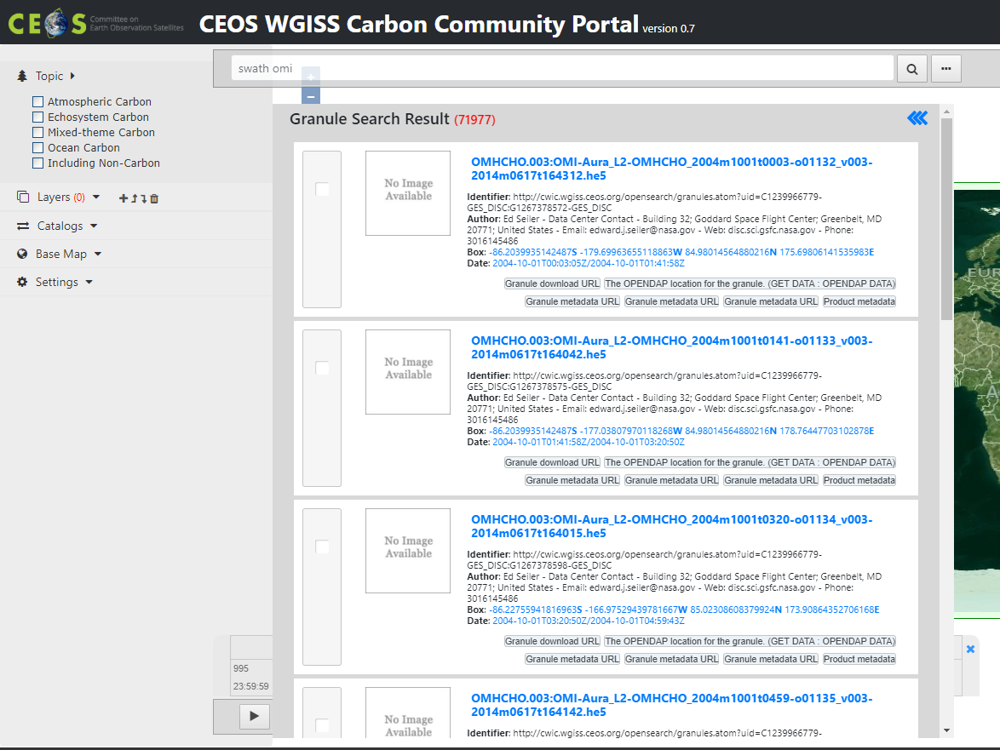 CEOS Committee on
Earth Observation Satellites
CEOS WGISS Carbon Community Portal version 0.7
swath omi
Topic
Atmospheric Carbon
Echosystem Carbon
Mixed-theme Carbon
Ocean Carbon
Including Non-Carbon
Layers (0)
Catalogs
Base Map
Settings
Granule Search Result (71977)
No Image
Available
OMHCHO.003:OMI-Aura_L2-OMHCHO_2004m1001t0003-o01132_v003-
2014m0617t164312.he5
Identifier: http://cwic.wgiss.ceos.org/opensearch/granules.atom?uid=C1239966779-
GES_DISC:G1267378572-GES_DISC
Author: Ed Seiler - Data Center Contact - Building 32; Goddard Space Flight Center; Greenbelt, MD
20771; United States - Email: edward.j.seiler@nasa.gov - Web: disc.sci.gsfc.nasa.gov - Phone:
3016145486
Box: -86.2039935142487S -179.69963655118863W 84.98014564880216N 175.69806141535983E
Date: 2004-10-01T00:03:05Z/2004-10-01T01:41:58Z
Granule download URL The OPENDAP location for the granule. (GET DATA : OPENDAP DATA)
Granule metadata URL Granule metadata URL Granule metadata URL Product metadata
No Image
Available
OMHCHO.003:OMI-Aura_L2-OMHCHO_2004m1001t0141-o01133_v003-
2014m0617t164042.he5
Identifier: http://cwic.wgiss.ceos.org/opensearch/granules.atom?uid=C1239966779-
GES_DISC:G1267378575-GES_DISC
Author: Ed Seiler - Data Center Contact - Building 32; Goddard Space Flight Center; Greenbelt, MD
20771; United States - Email: edward.j.seiler@nasa.gov - Web: disc.sci.gsfc.nasa.gov - Phone:
3016145486
Box: -86.2039935142487S -177.03807970118268W 84.98014564880216N 178.76447703102878E
Date: 2004-10-01T01:41:58Z/2004-10-01T03:20:50Z
Granule download URL The OPENDAP location for the granule. (GET DATA : OPENDAP DATA)
Granule metadata URL Granule metadata URL Granule metadata URL Product metadata
No Image
Available
OMHCHO.003:OMI-Aura_L2-OMHCHO_2004m1001t0320-o01134_v003-
2014m0617t164015.he5
Identifier: http://cwic.wgiss.ceos.org/opensearch/granules.atom?uid=C1239966779-
GES_DISC:G1267378598-GES_DISC
Author: Ed Seiler - Data Center Contact - Building 32; Goddard Space Flight Center; Greenbelt, MD
20771; United States - Email: edward.j.seiler@nasa.gov - Web: disc.sci.gsfc.nasa.gov - Phone:
3016145486
Box: -86.22755941816963S -166.97529439781667W 85.02308608379924N 173.90864352706168E
Date: 2004-10-01T03:20:50Z/2004-10-01T04:59:43Z
Granule download URL The OPENDAP location for the granule. (GET DATA : OPENDAP DATA)
Granule metadata URL Granule metadata URL Granule metadata URL Product metadata
No Image
Available
OMHCHO.003:OMI-Aura_L2-OMHCHO_2004m1001t0459-o01135_v003-
2014m0617t164142.he5
Identifier: http://cwic.wgiss.ceos.org/opensearch/granules.atom?uid=C1239966779-
EUR
A
995
23:59:59